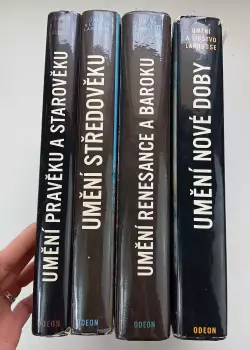 UMĚNÍ PRAVĚKU A STAROVĚKU
ODEON
UMĚNÍ STŘEDOVĚKU
ODEON
UMĚNÍ RENESANCE A BAROKU
ODEON
UMĚNÍ A LIDSTVO
LAROUSSE
UMĚNÍ NOVÉ DOBY
ODEON